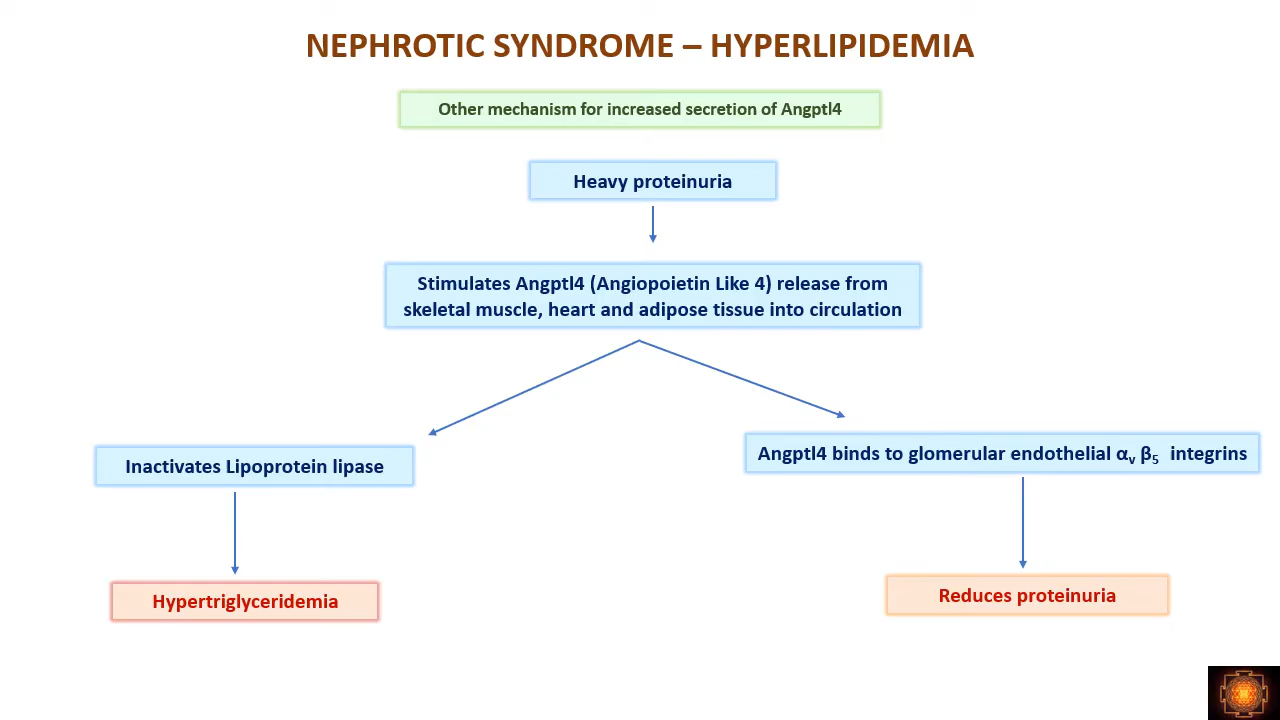 NEPHROTIC SYNDROME – HYPERLIPIDEMIA
Other mechanism for increased secretion of Angptl4
Heavy proteinuria
Stimulates Angptl4 (Angiopoietin Like 4) release from
skeletal muscle, heart and adipose tissue into circulation
Inactivates Lipoprotein lipase
Angptl4 binds to glomerular endothelial αᵥ β₅ integrins
Hypertriglyceridemia
Reduces proteinuria